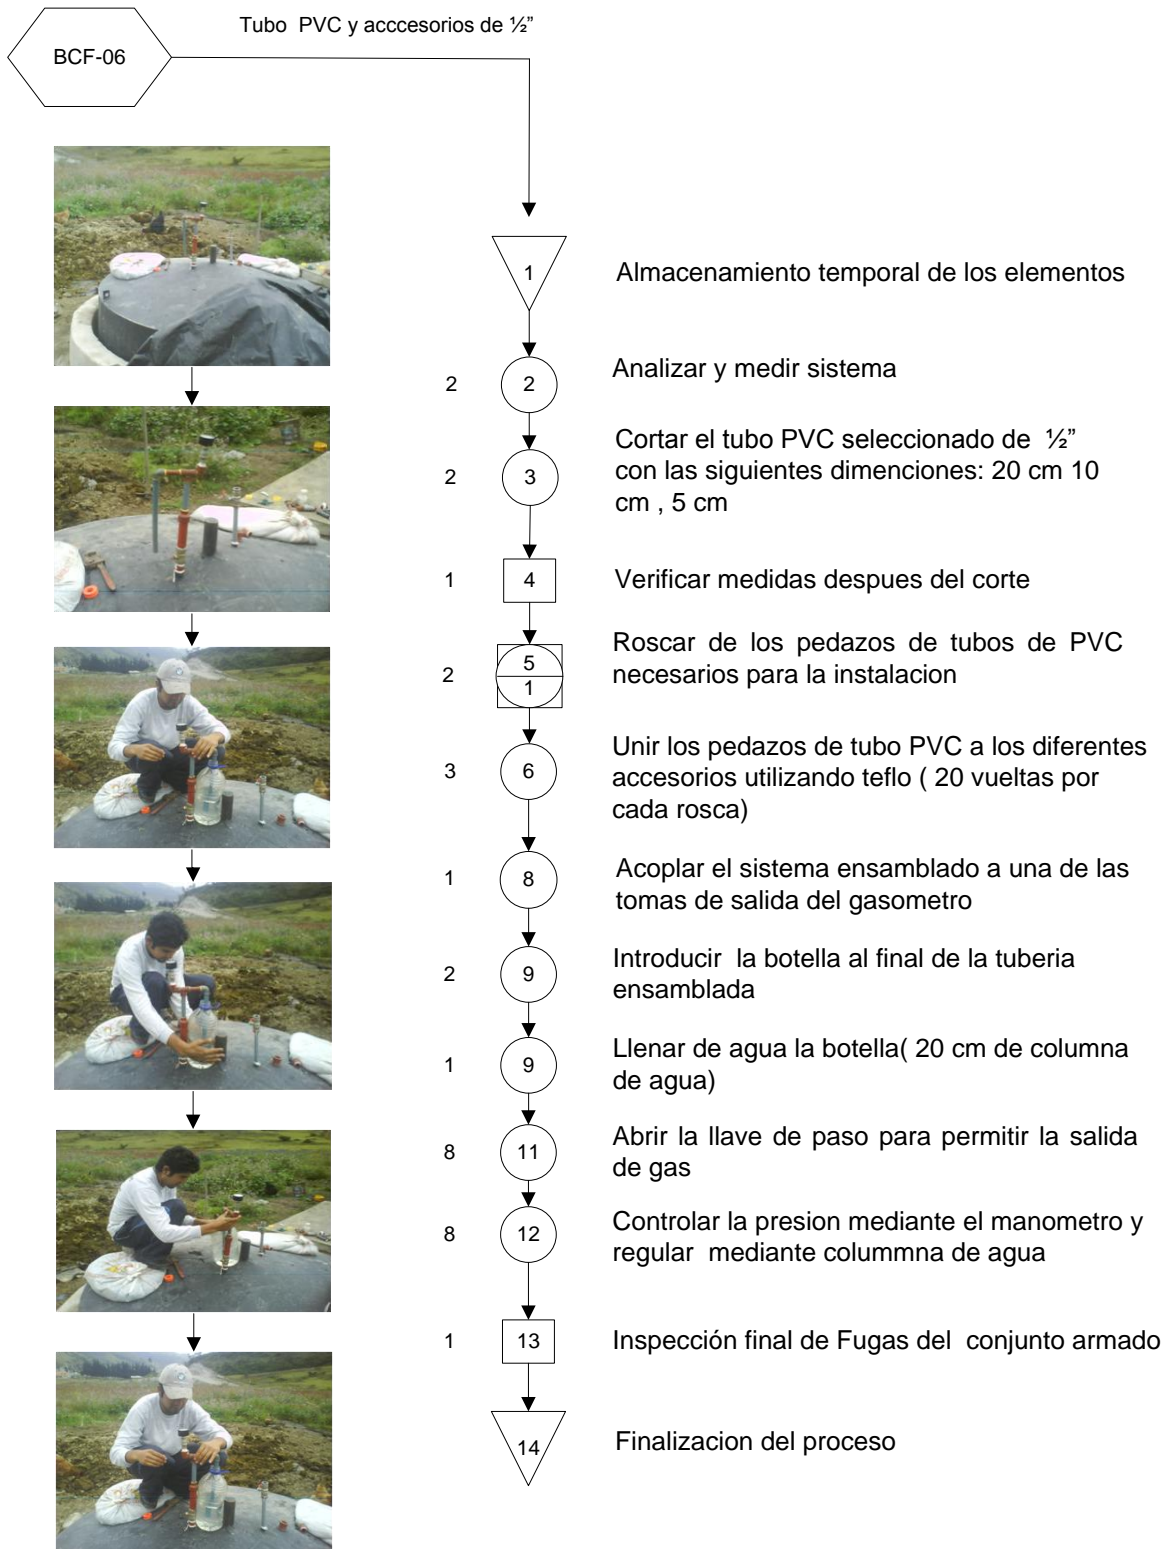 Tubo PVC y acccesorios de ½”
BCF-06
1
Almacenamiento temporal de los elementos
2
2
Analizar y medir sistema
2
3
Cortar el tubo PVC seleccionado de ½”
con las siguientes dimenciones: 20 cm 10
cm , 5 cm
1
4
Verificar medidas despues del corte
2
5
1
Roscar de los pedazos de tubos de PVC
necesarios para la instalacion
3
6
Unir los pedazos de tubo PVC a los diferentes
accesorios utilizando teflo ( 20 vueltas por
cada rosca)
1
8
Acoplar el sistema ensamblado a una de las
tomas de salida del gasometro
2
9
Introducir la botella al final de la tuberia
ensamblada
1
9
Llenar de agua la botella( 20 cm de columna
de agua)
8
11
Abrir la llave de paso para permitir la salida
de gas
8
12
Controlar la presion mediante el manometro y
regular mediante colummna de agua
1
13
Inspección final de Fugas del conjunto armado
14
Finalizacion del proceso